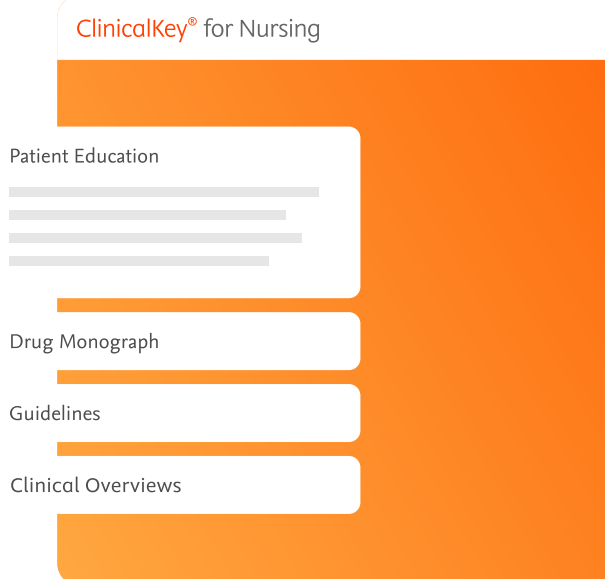 ClinicalKey® for Nursing
Patient Education
Drug Monograph
Guidelines
Clinical Overviews